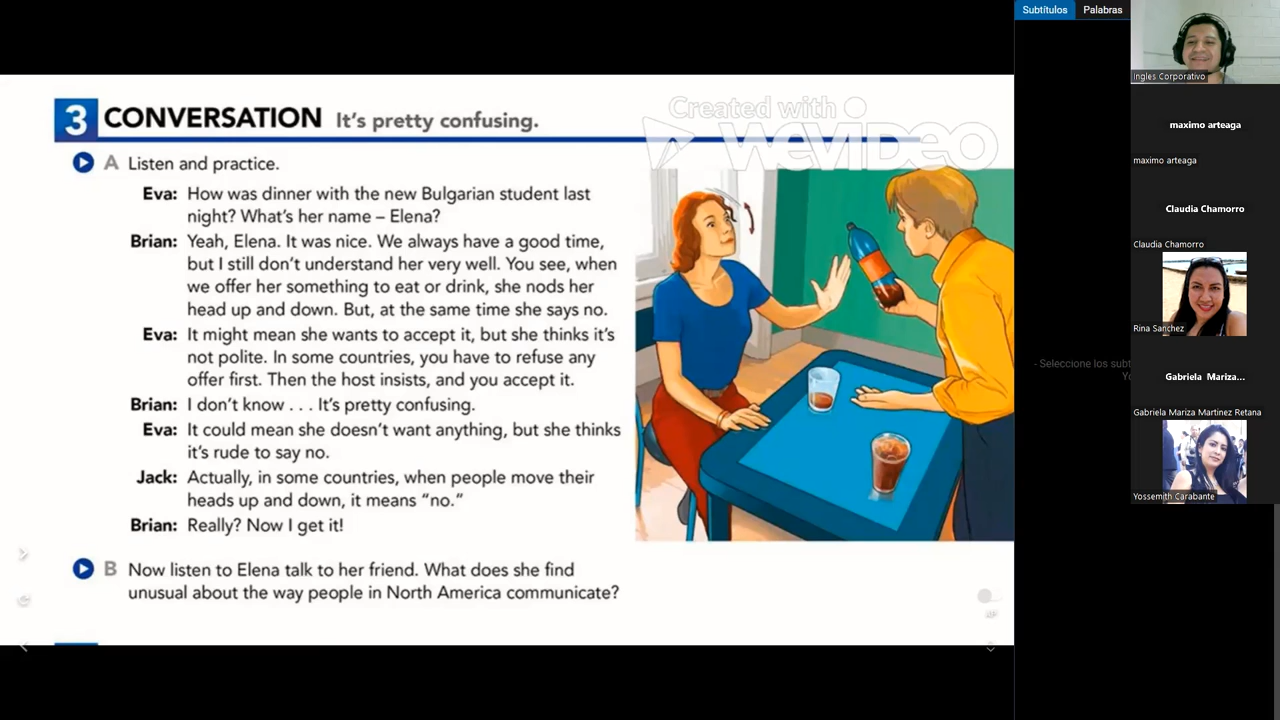 Subtítulos Palabras
ingles Corporativo
maximo arteaga
maximo arteaga
Claudia Chamorro
Claudia Chamorro
Rina Sanchez
- Seleccione los subt
Gabriela Mariza...
Gabriela Mariza Martinez Retana
Yossemith Carabante
Created with
WEVIDEO
3 CONVERSATION It's pretty confusing.
A Listen and practice.
Eva: How was dinner with the new Bulgarian student last
night? What's her name – Elena?
Brian: Yeah, Elena. It was nice. We always have a good time,
but I still don't understand her very well. You see, when
we offer her something to eat or drink, she nods her
head up and down. But, at the same time she says no.
Eva: It might mean she wants to accept it, but she thinks it's
not polite. In some countries, you have to refuse any
offer first. Then the host insists, and you accept it.
Brian: I don't know . . . It's pretty confusing.
Eva: It could mean she doesn't want anything, but she thinks
it's rude to say no.
Jack: Actually, in some countries, when people move their
heads up and down, it means "no."
Brian: Really? Now I get it!
B Now listen to Elena talk to her friend. What does she find
unusual about the way people in North America communicate?